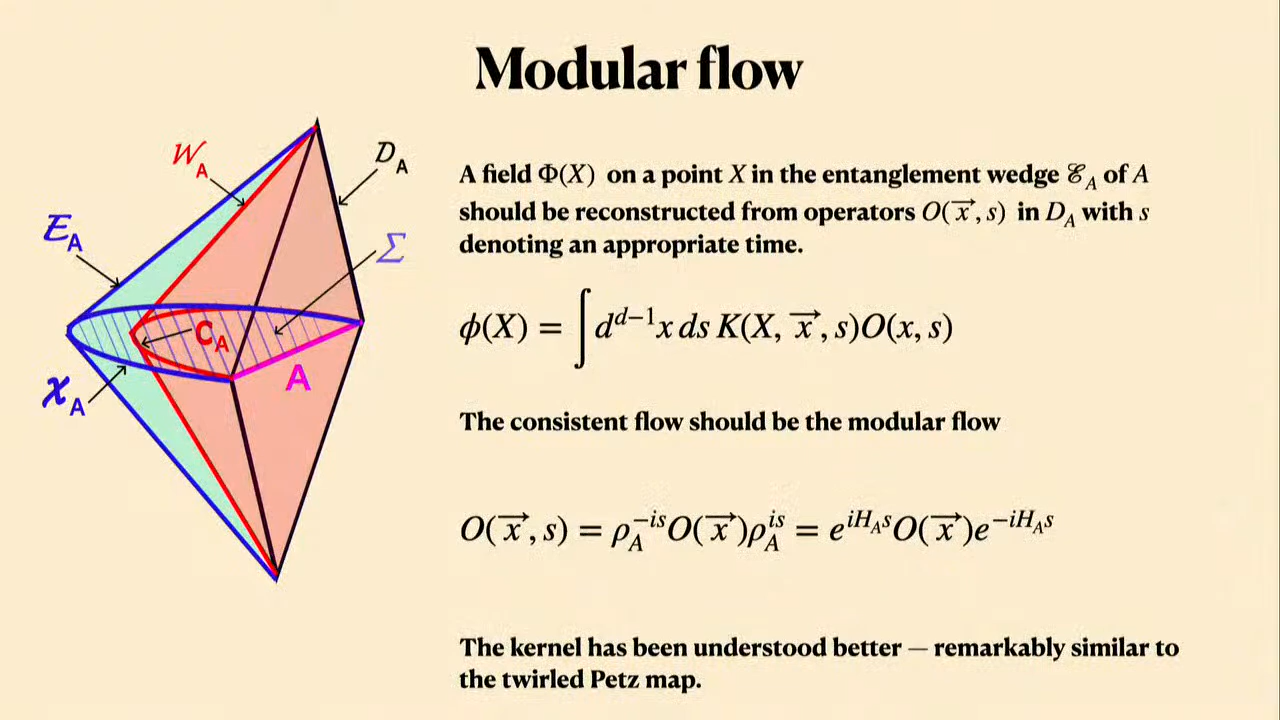 Modular flow
𝒲_A
D_A
ℰ_A
Σ
C_A
𝒳_A
A
A field Φ(X) on a point X in the entanglement wedge ℰ_A of A
should be reconstructed from operators O(x⃗, s) in D_A with s
denoting an appropriate time.
ϕ(X) = ∫ d^{d−1}x ds K(X, x⃗, s)O(x, s)
The consistent flow should be the modular flow
O(x⃗, s) = ρ_A^{−is}O(x⃗)ρ_A^{is} = e^{iH_A s}O(x⃗)e^{−iH_A s}
The kernel has been understood better — remarkably similar to
the twirled Petz map.